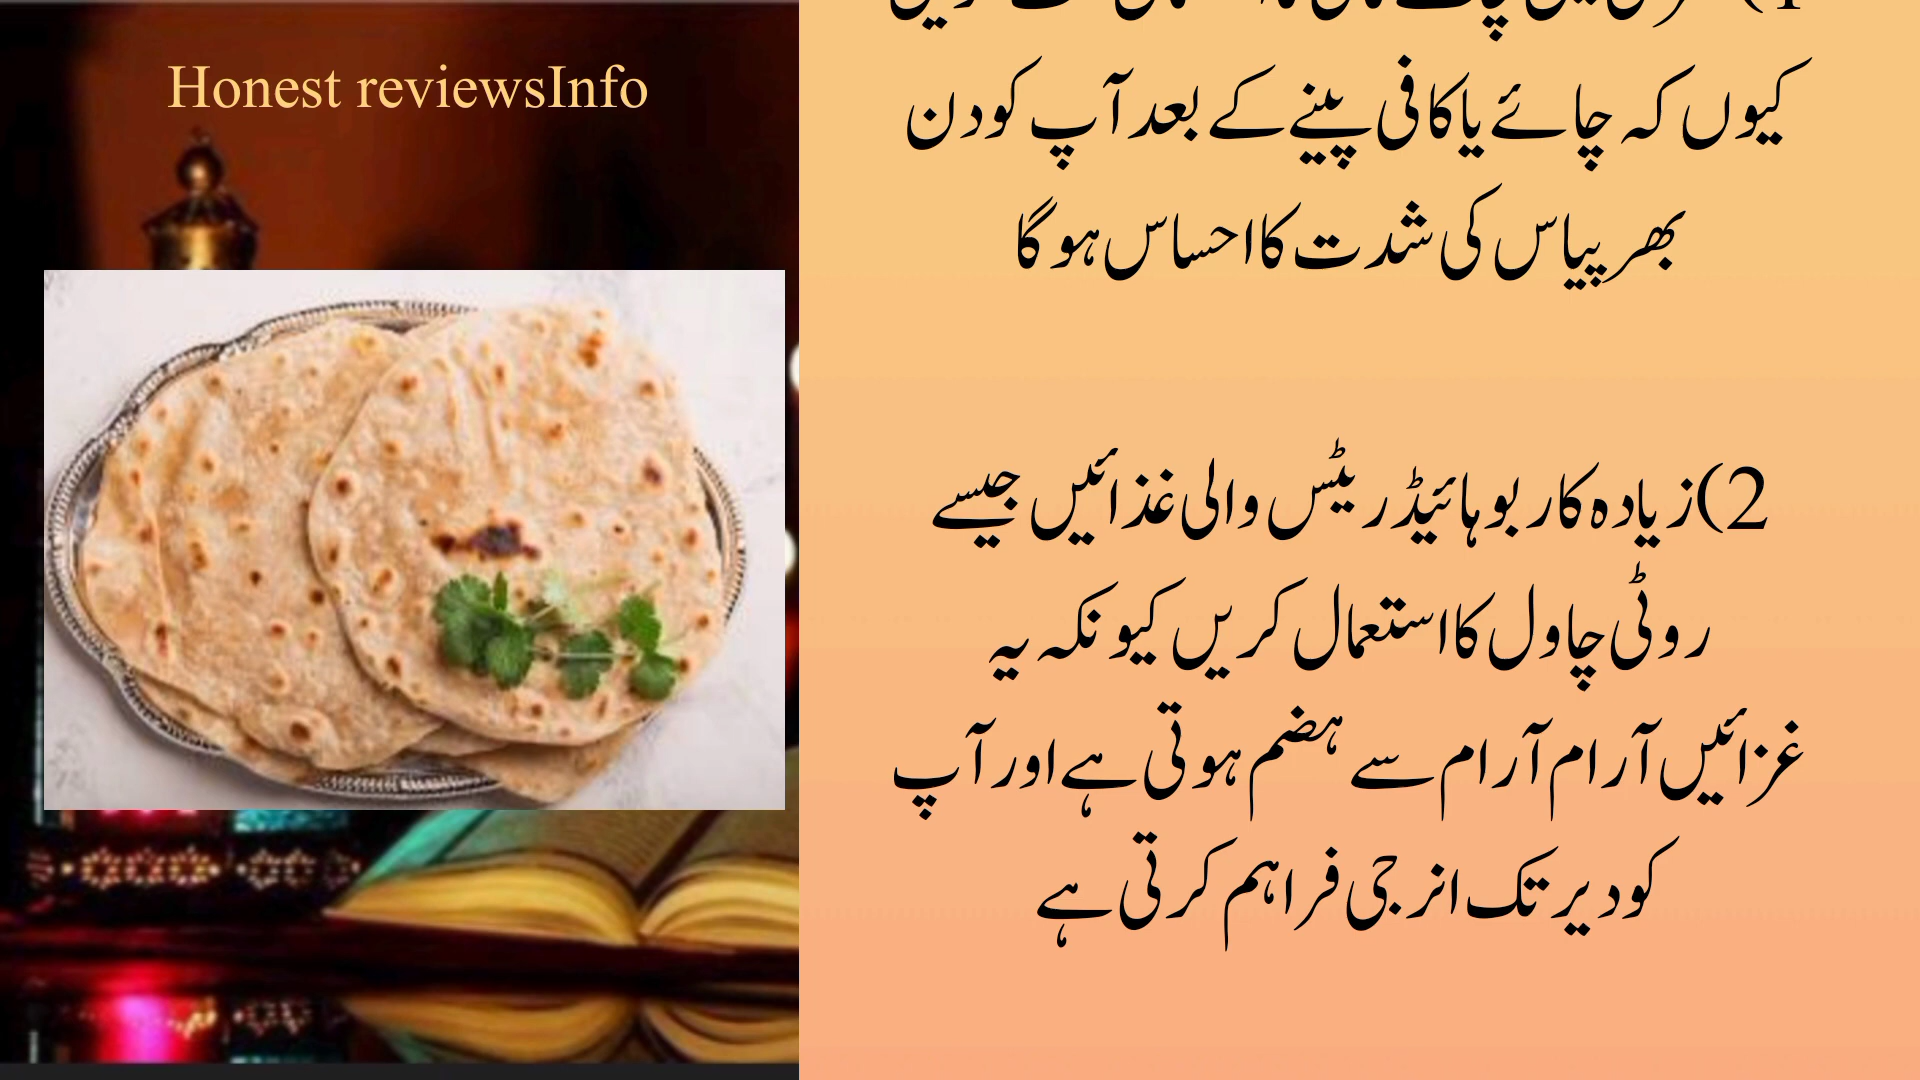 Honest reviewsInfo
کیوں کہ چائے یا کافی پینے کے بعد آپ کو دن
بھر پیاس کی شدت کا احساس ہو گا
2)زیادہ کاربوہائیڈریٹس والی غذائیں جیسے
روٹی چاول کا استعمال کریں کیونکہ یہ
غزائیں آرام آرام سے ہضم ہوتی ہے اور آپ
کو دیر تک انرجی فراہم کرتی ہے